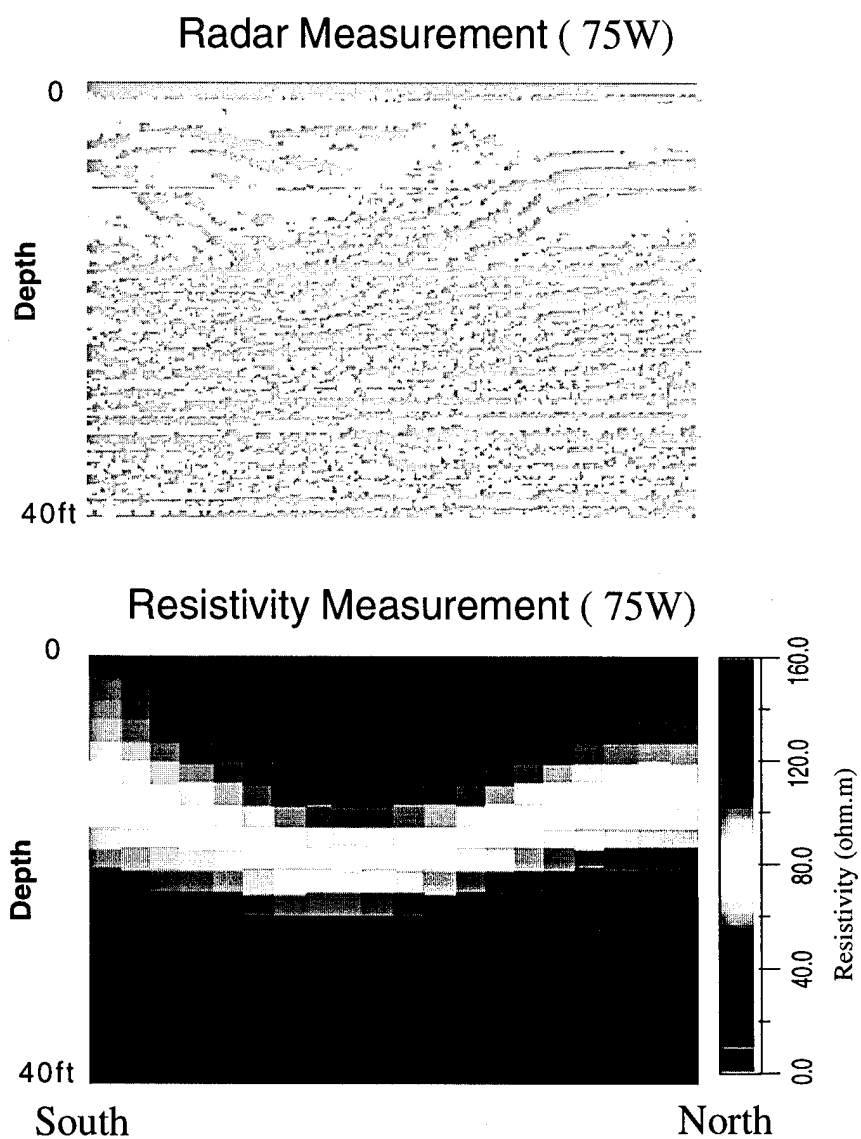 Radar Measurement ( 75W)
0
Depth
40ft
Resistivity Measurement ( 75W)
0
Depth
40ft
160.0
120.0
80.0
40.0
0.0
Resistivity (ohm.m)
South
North